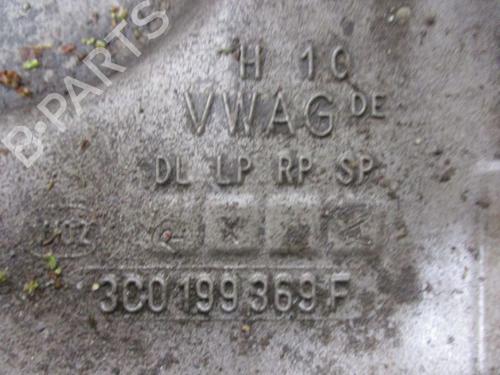 B-PARTS
H 10
VWAG DE
DL LP RP SP
3C0199369F